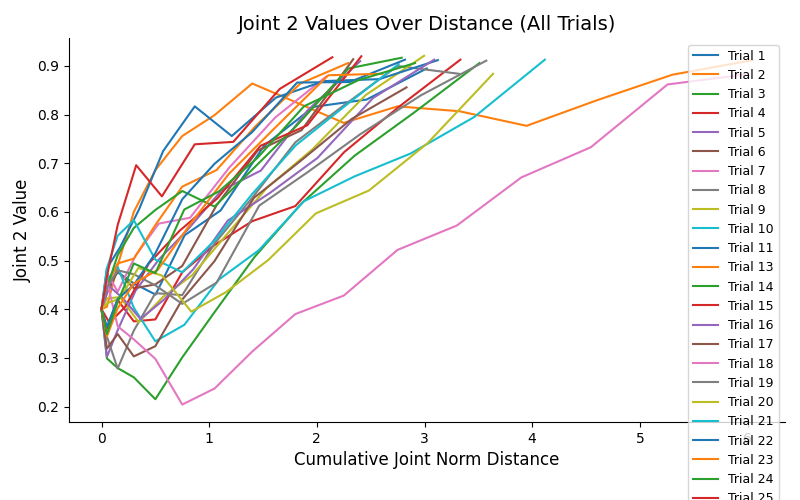 Joint 2 Values Over Distance (All Trials)
Joint 2 Value
0.9
0.8
0.7
0.6
0.5
0.4
0.3
0.2
0
1
2
3
4
5
Cumulative Joint Norm Distance
Trial 1
Trial 2
Trial 3
Trial 4
Trial 5
Trial 6
Trial 7
Trial 8
Trial 9
Trial 10
Trial 11
Trial 13
Trial 14
Trial 15
Trial 16
Trial 17
Trial 18
Trial 19
Trial 20
Trial 21
Trial 22
Trial 23
Trial 24
Trial 25